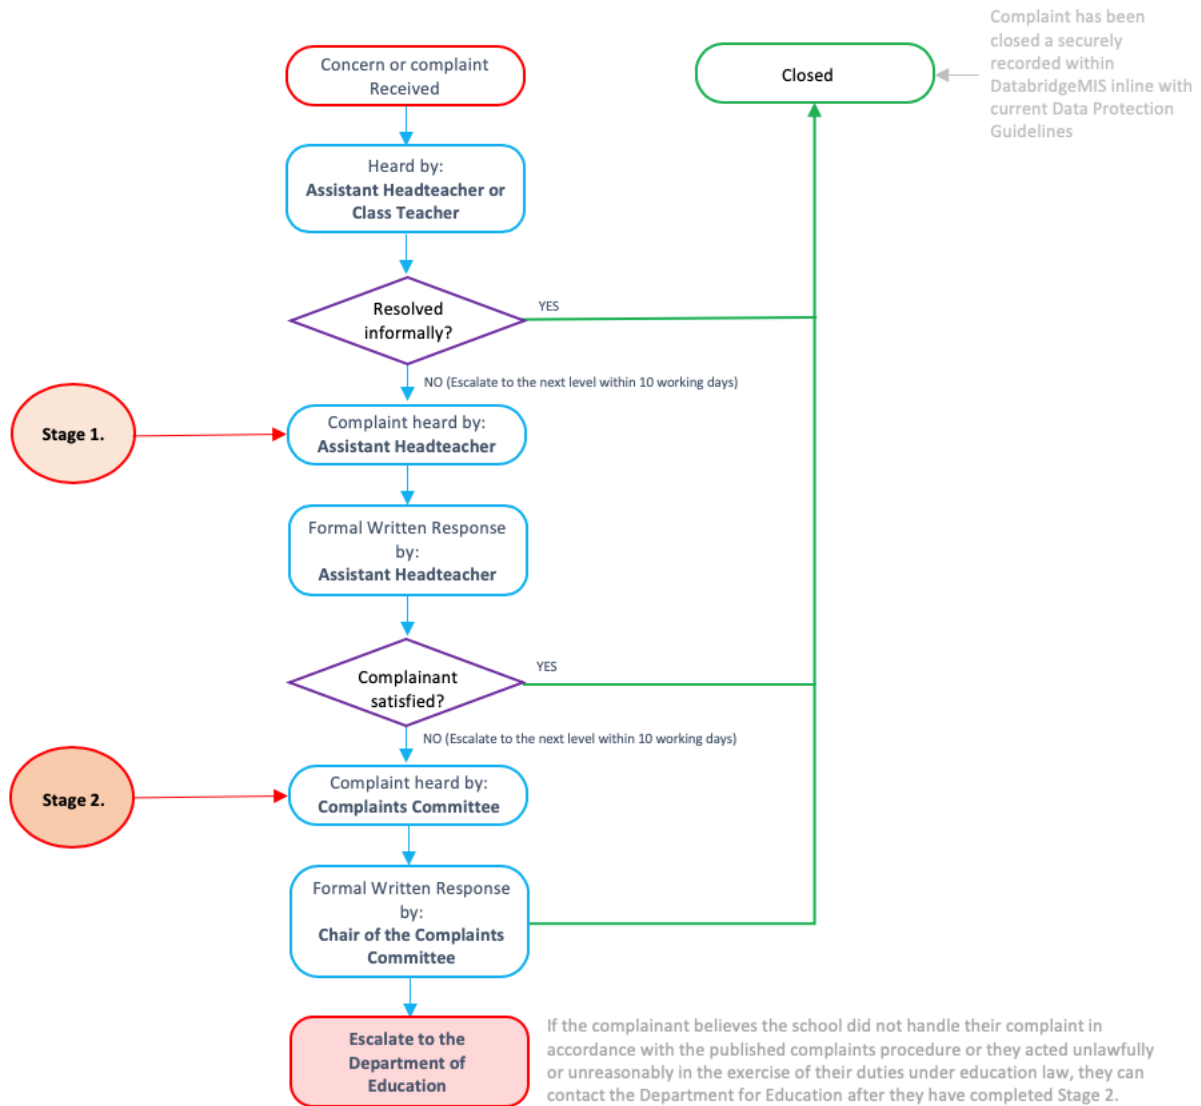 Concern or complaint
Received
Closed
Complaint has been
closed a securely
recorded within
DatabridgeMIS inline with
current Data Protection
Guidelines
Heard by:
Assistant Headteacher or
Class Teacher
Resolved
informally?
YES
NO (Escalate to the next level within 10 working days)
Stage 1.
Complaint heard by:
Assistant Headteacher
Formal Written Response
by:
Assistant Headteacher
Complainant
satisfied?
YES
NO (Escalate to the next level within 10 working days)
Stage 2.
Complaint heard by:
Complaints Committee
Formal Written Response
by:
Chair of the Complaints
Committee
Escalate to the
Department of
Education
If the complainant believes the school did not handle their complaint in
accordance with the published complaints procedure or they acted unlawfully
or unreasonably in the exercise of their duties under education law, they can
contact the Department for Education after they have completed Stage 2.